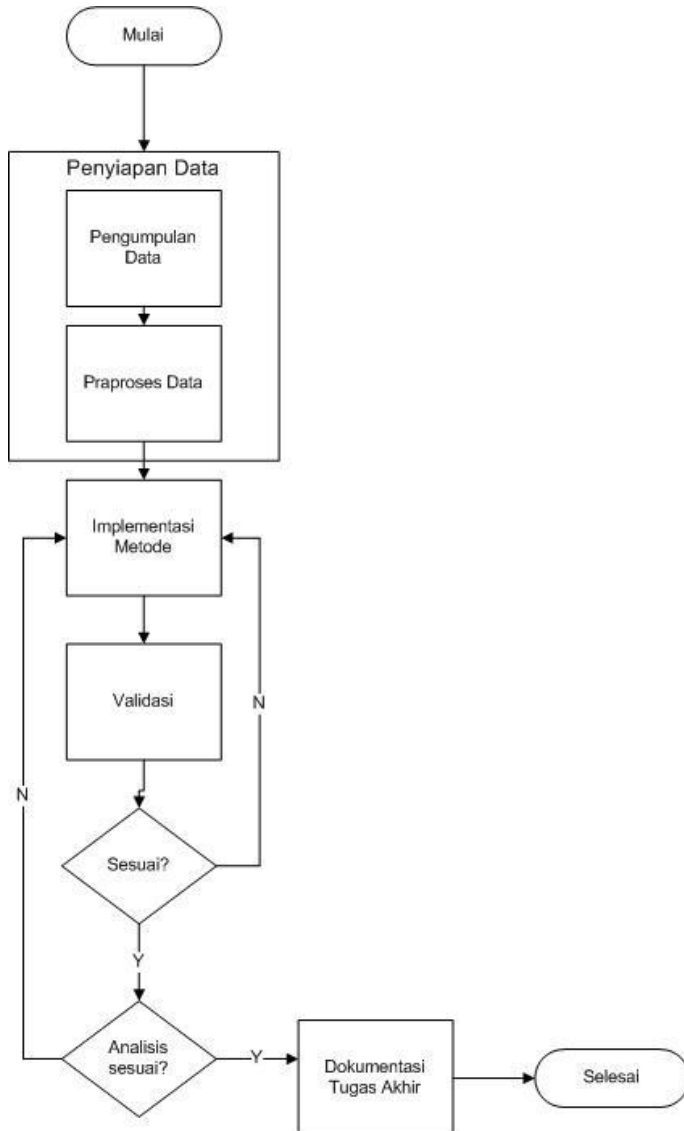 Mulai
Penyiapan Data
Pengumpulan
Data
Praproses Data
Implementasi
Metode
Validasi
N
N
Sesuai?
Y
Analisis
sesuai?
Y
Dokumentasi
Tugas Akhir
Selesai